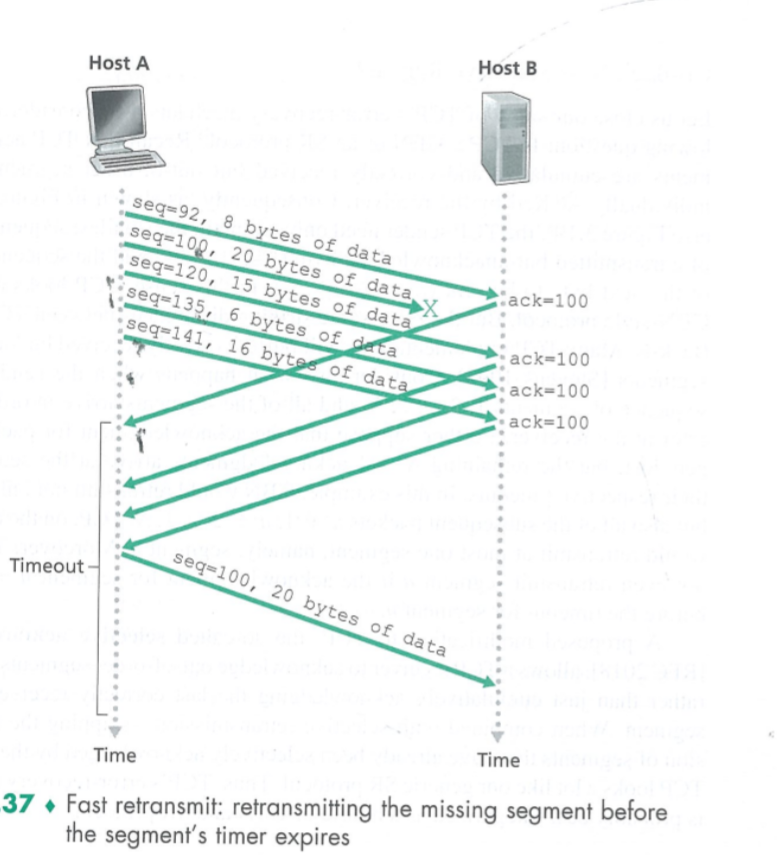 Host A
Host B
seq=92, 8 bytes of data
seq=100, 20 bytes of data
seq=120, 15 bytes of data
seq=135, 6 bytes of data
seq=141, 16 bytes of data
X
ack=100
ack=100
ack=100
ack=100
Timeout
seq=100, 20 bytes of data
Time
Time
.37 ♦ Fast retransmit: retransmitting the missing segment before
the segment's timer expires